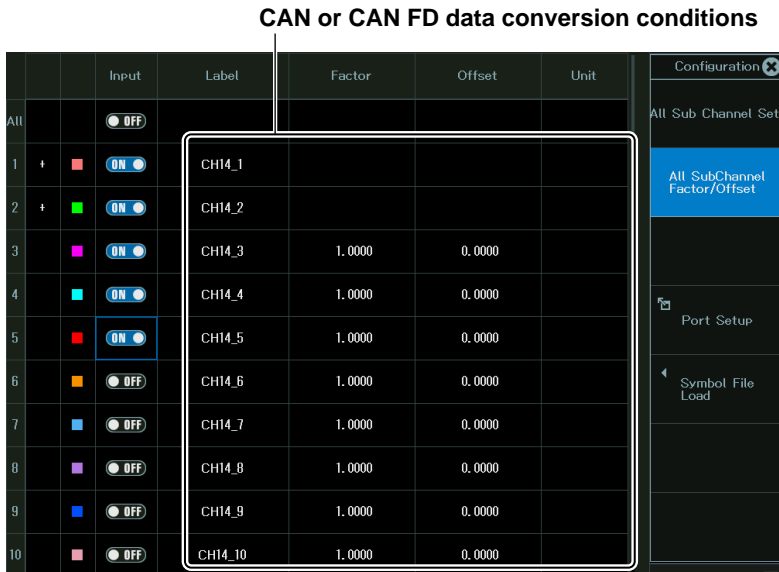 CAN or CAN FD data conversion conditions
Input Label Factor Offset Unit
All OFF
1 + ON CH14_1
2 + ON CH14_2
3 ON CH14_3 1.0000 0.0000
4 ON CH14_4 1.0000 0.0000
5 ON CH14_5 1.0000 0.0000
6 OFF CH14_6 1.0000 0.0000
7 OFF CH14_7 1.0000 0.0000
8 OFF CH14_8 1.0000 0.0000
9 OFF CH14_9 1.0000 0.0000
10 OFF CH14_10 1.0000 0.0000
Configuration
All Sub Channel Set
All SubChannel
Factor/Offset
Port Setup
Symbol File
Load